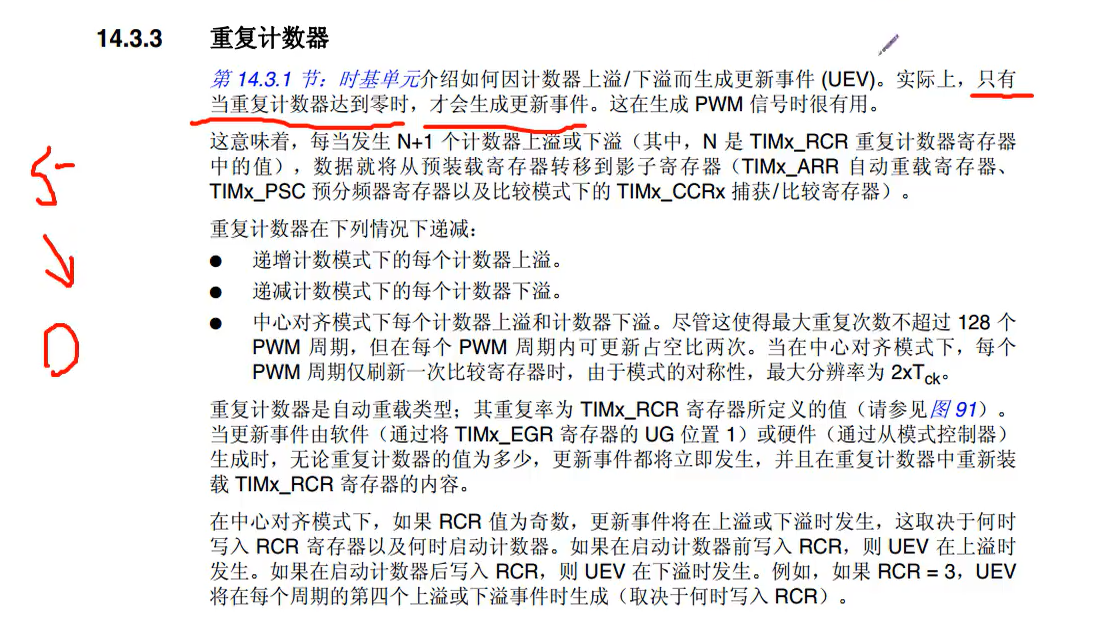 14.3.3 重复计数器
第 14.3.1 节：时基单元介绍如何因计数器上溢/下溢而生成更新事件 (UEV)。实际上，只有
当重复计数器达到零时，才会生成更新事件。这在生成 PWM 信号时很有用。
这意味着，每当发生 N+1 个计数器上溢或下溢（其中，N 是 TIMx_RCR 重复计数器寄存器
5
中的值），数据就将从预装载寄存器转移到影子寄存器（TIMx_ARR 自动重载寄存器、
TIMx_PSC 预分频器寄存器以及比较模式下的 TIMx_CCRx 捕获/比较寄存器）。
重复计数器在下列情况下递减：
● 递增计数模式下的每个计数器上溢。
● 递减计数模式下的每个计数器下溢。
● 中心对齐模式下每个计数器上溢和计数器下溢。尽管这使得最大重复次数不超过 128 个
0
PWM 周期，但在每个 PWM 周期内可更新占空比两次。当在中心对齐模式下，每个
PWM 周期仅刷新一次比较寄存器时，由于模式的对称性，最大分辨率为 2xTck。
重复计数器是自动重载类型；其重复率为 TIMx_RCR 寄存器所定义的值（请参见图 91）。
当更新事件由软件（通过将 TIMx_EGR 寄存器的 UG 位置 1）或硬件（通过从模式控制器）
生成时，无论重复计数器的值为多少，更新事件都将立即发生，并且在重复计数器中重新装
载 TIMx_RCR 寄存器的内容。
在中心对齐模式下，如果 RCR 值为奇数，更新事件将在上溢或下溢时发生，这取决于何时
写入 RCR 寄存器以及何时启动计数器。如果在启动计数器前写入 RCR，则 UEV 在上溢时
发生。如果在启动计数器后写入 RCR，则 UEV 在下溢时发生。例如，如果 RCR = 3，UEV
将在每个周期的第四个上溢或下溢事件时生成（取决于何时写入 RCR）。